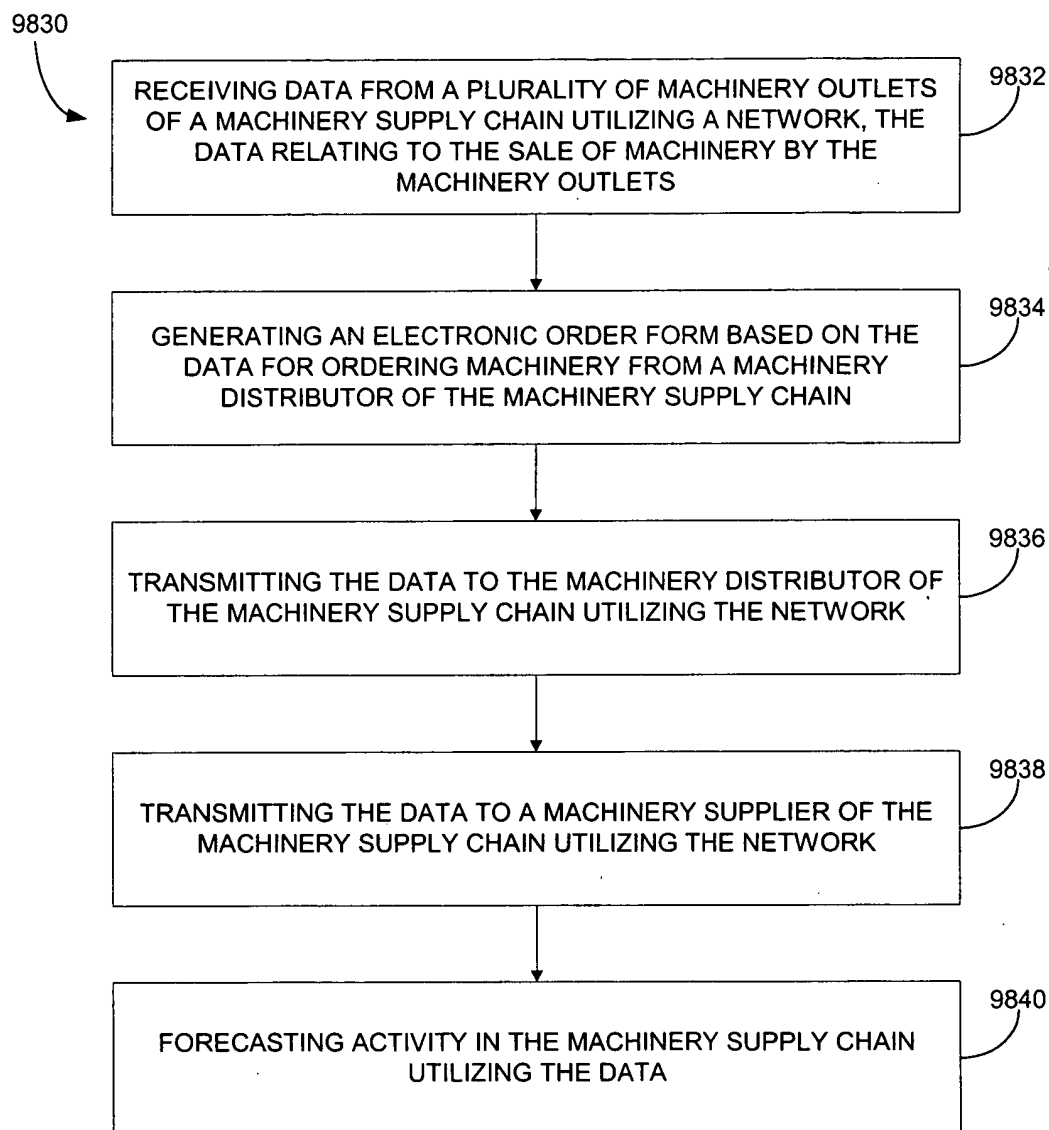 9830
9832
RECEIVING DATA FROM A PLURALITY OF MACHINERY OUTLETS
OF A MACHINERY SUPPLY CHAIN UTILIZING A NETWORK, THE
DATA RELATING TO THE SALE OF MACHINERY BY THE
MACHINERY OUTLETS
9834
GENERATING AN ELECTRONIC ORDER FORM BASED ON THE
DATA FOR ORDERING MACHINERY FROM A MACHINERY
DISTRIBUTOR OF THE MACHINERY SUPPLY CHAIN
9836
TRANSMITTING THE DATA TO THE MACHINERY DISTRIBUTOR OF
THE MACHINERY SUPPLY CHAIN UTILIZING THE NETWORK
9838
TRANSMITTING THE DATA TO A MACHINERY SUPPLIER OF THE
MACHINERY SUPPLY CHAIN UTILIZING THE NETWORK
9840
FORECASTING ACTIVITY IN THE MACHINERY SUPPLY CHAIN
UTILIZING THE DATA